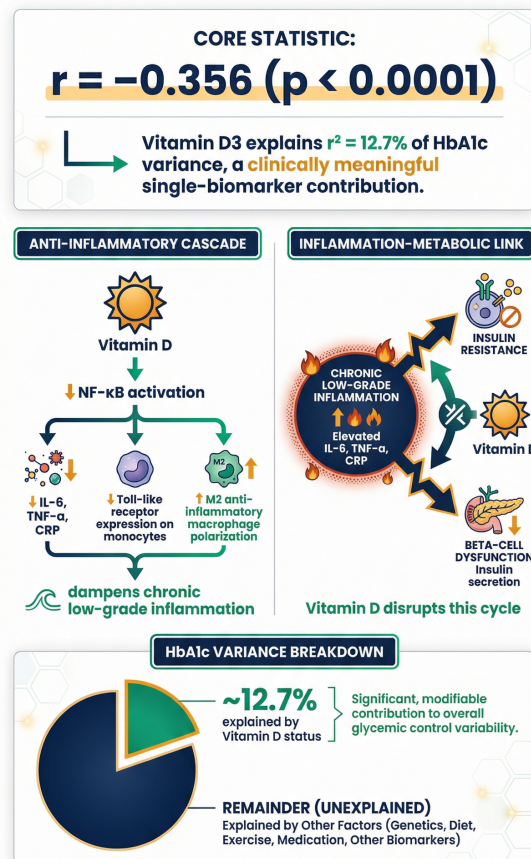 CORE STATISTIC:
r = −0.356 (p < 0.0001)
Vitamin D3 explains r² = 12.7% of HbA1c
variance, a clinically meaningful
single-biomarker contribution.
ANTI-INFLAMMATORY CASCADE
Vitamin D
↓ NF-κB activation
↓ IL-6,
TNF-α,
CRP
↓ Toll-like
receptor
expression on
monocytes
M2
↑ M2 anti-
inflammatory
macrophage
polarization
dampens chronic
low-grade inflammation
INFLAMMATION-METABOLIC LINK
CHRONIC
LOW-GRADE
INFLAMMATION
Elevated
IL-6, TNF-α,
CRP
INSULIN
RESISTANCE
Vitamin
BETA-CELL
DYSFUNCTION
Insulin
secretion
Vitamin D disrupts this cycle
HbA1c VARIANCE BREAKDOWN
~12.7%
explained by
Vitamin D status
Significant, modifiable
contribution to overall
glycemic control variability.
REMAINDER (UNEXPLAINED)
Explained by Other Factors (Genetics, Diet,
Exercise, Medication, Other Biomarkers)